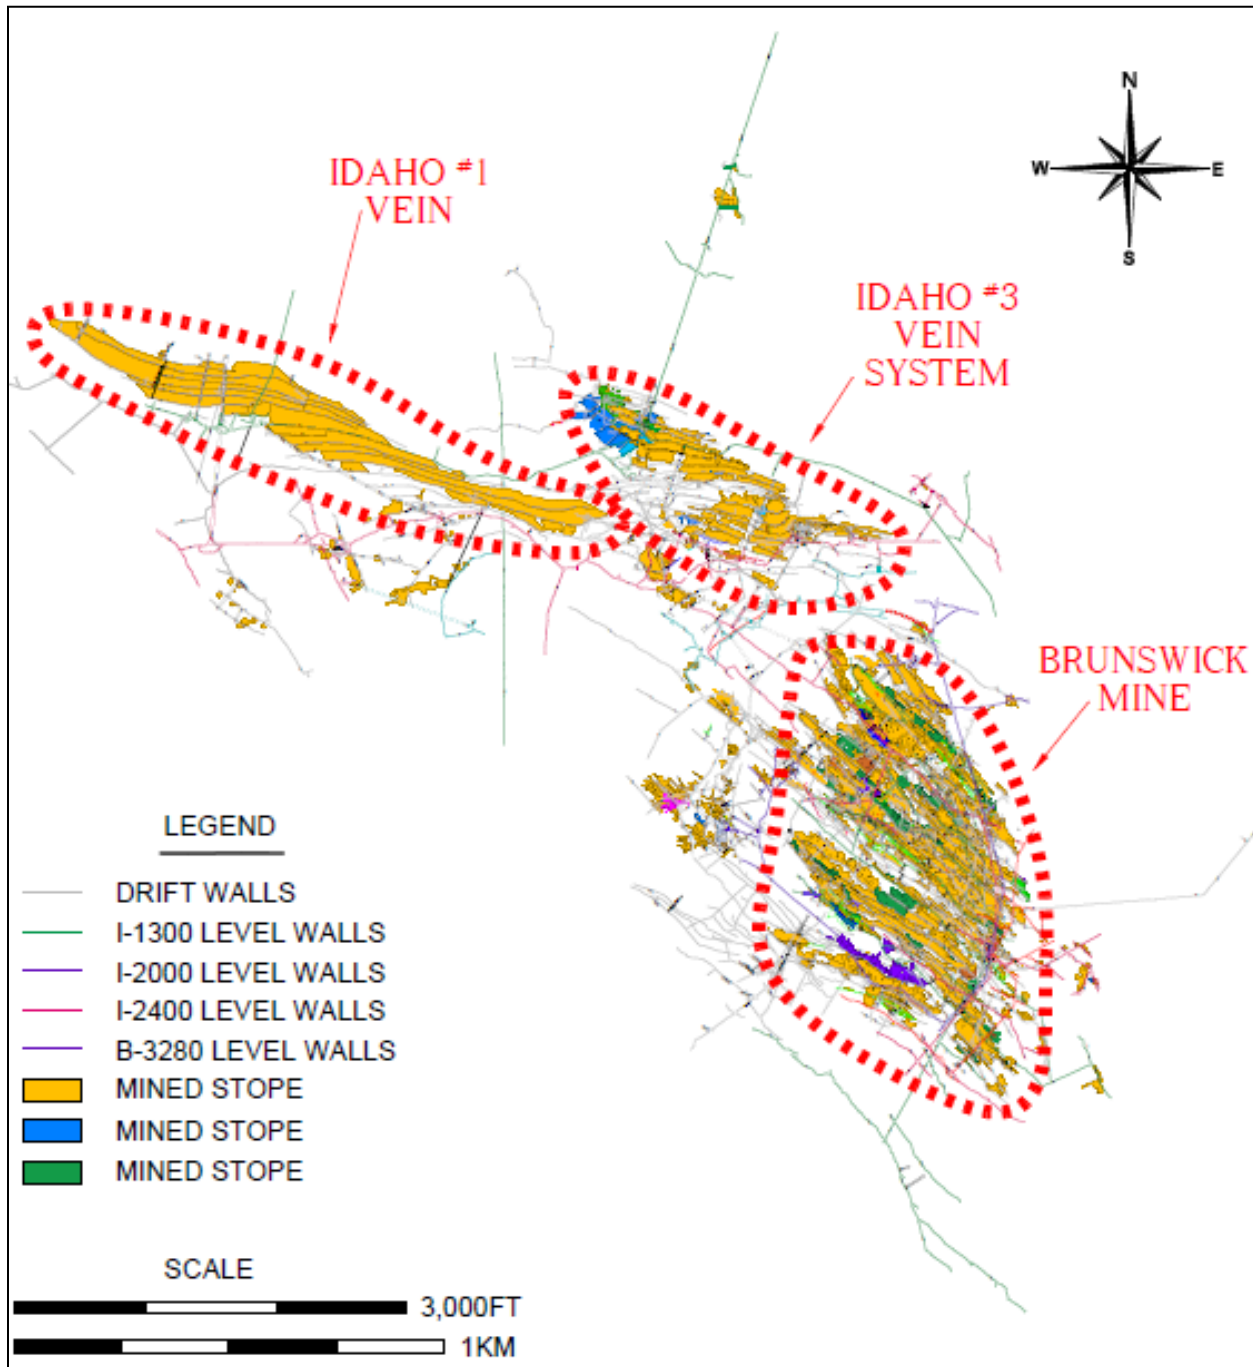 N
W
E
S
IDAHO #1
VEIN
IDAHO #3
VEIN
SYSTEM
BRUNSWICK
MINE
LEGEND
DRIFT WALLS
I-1300 LEVEL WALLS
I-2000 LEVEL WALLS
I-2400 LEVEL WALLS
B-3280 LEVEL WALLS
MINED STOPE
MINED STOPE
MINED STOPE
SCALE
3,000FT
1KM